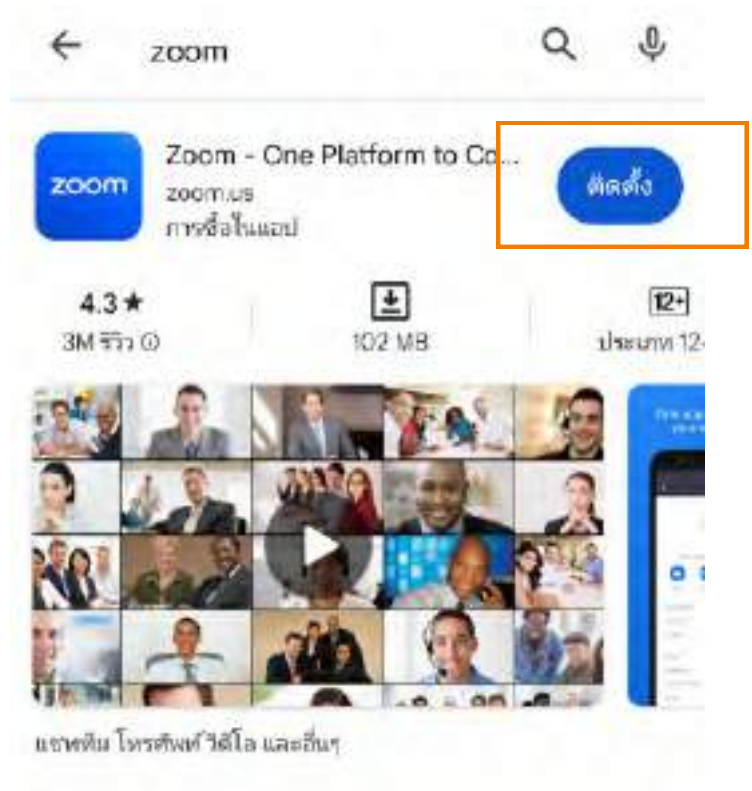 zoom
zoom
Zoom - One Platform to Co...
zoom.us
การซื้อในแอป
ติดตั้ง
4.3 ★
3M รีวิว
102 MB
12+
ประเภท 12+
แชททีม โทรศัพท์ วิดีโอ และอื่นๆ